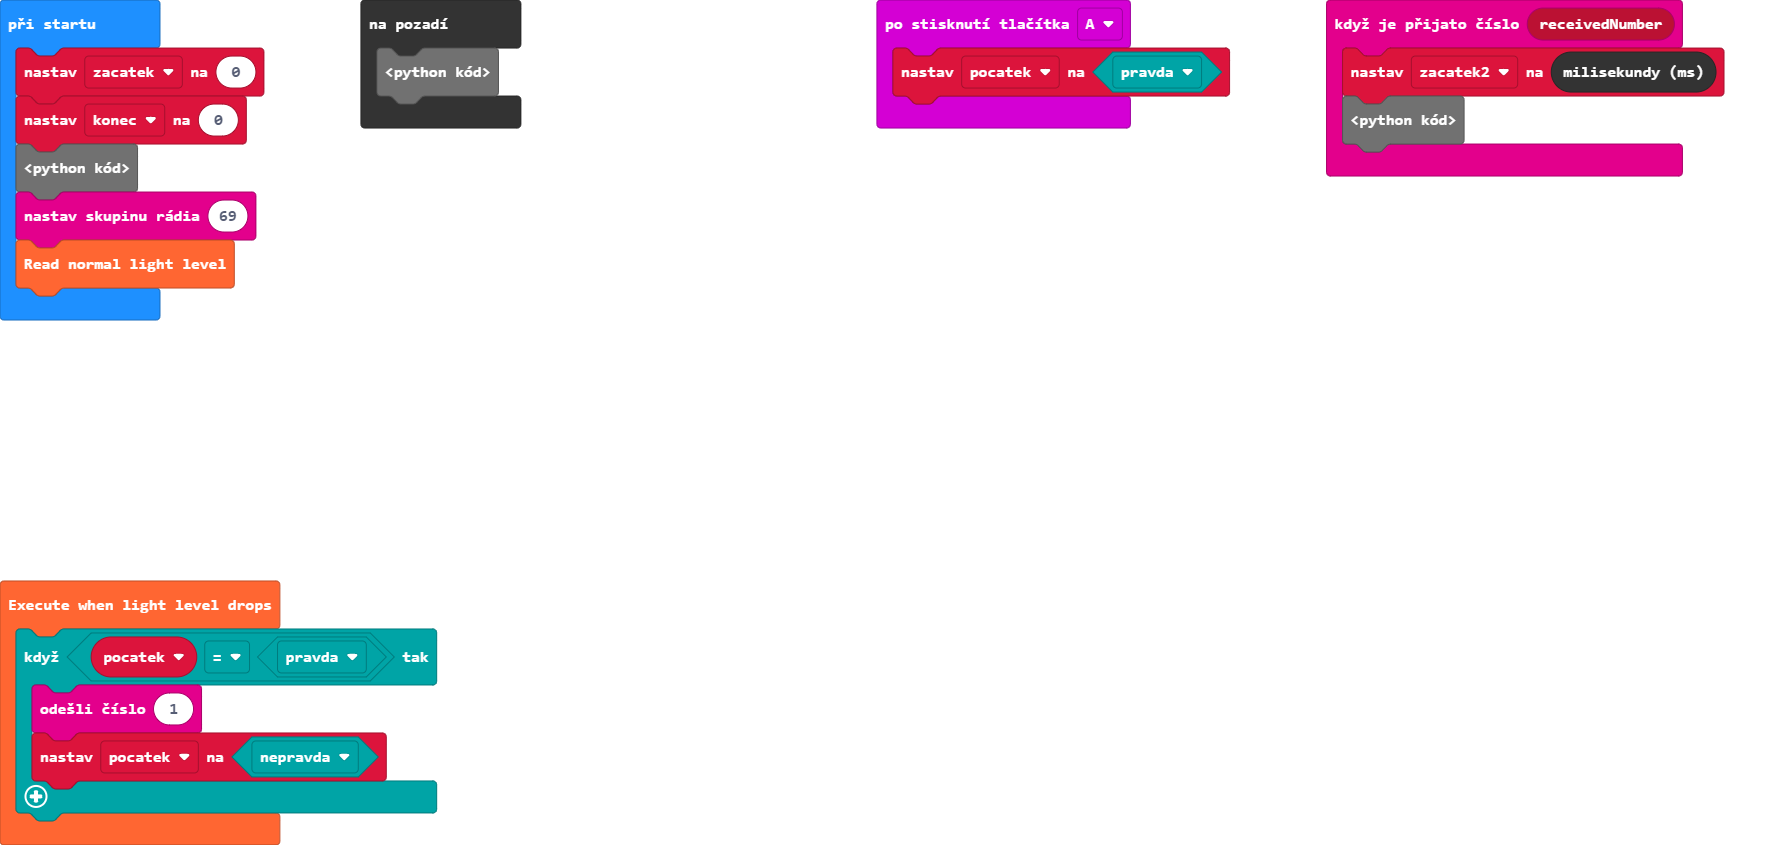 při startu
nastav zacatek na 0
nastav konec na 0
<python kód>
nastav skupinu rádia 69
Read normal light level
na pozadí
<python kód>
po stisknutí tlačítka A
nastav pocatek na pravda
když je přijato číslo receivedNumber
nastav zacatek2 na milisekundy (ms)
<python kód>
Execute when light level drops
když pocatek = pravda tak
odešli číslo 1
nastav pocatek na nepravda